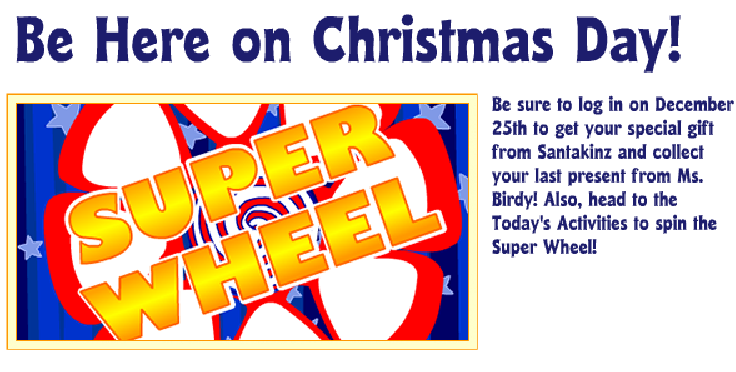 Be Here on Christmas Day!
SUPER
WHEEL
Be sure to log in on December
25th to get your special gift
from Santakinz and collect
your last present from Ms.
Birdy! Also, head to the
Today's Activities to spin the
Super Wheel!